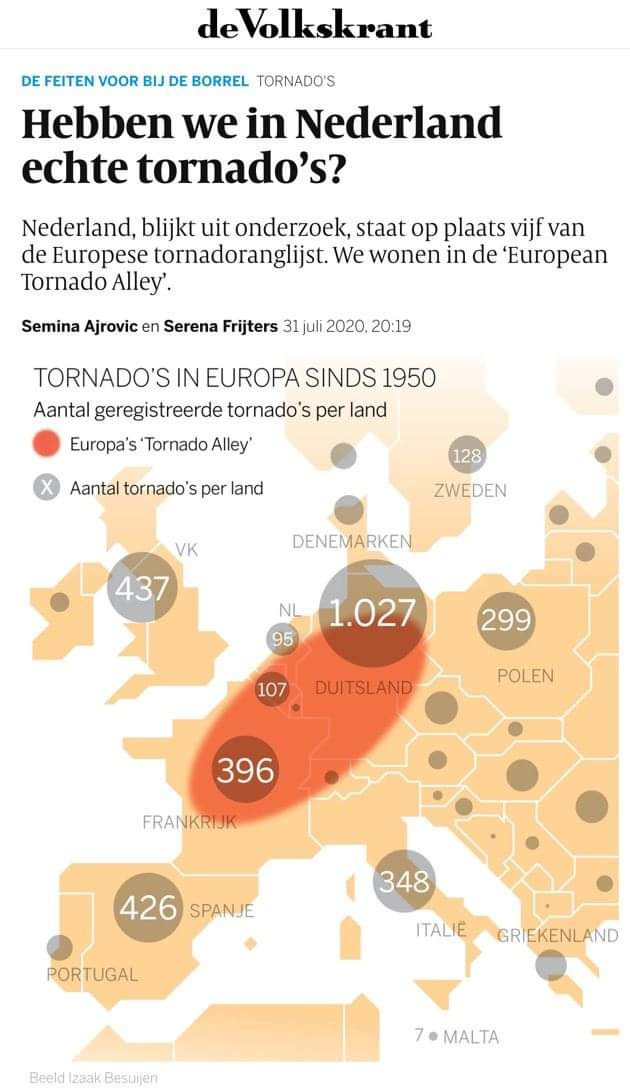 de Volkskrant
DE FEITEN VOOR BIJ DE BORREL TORNADO'S
Hebben we in Nederland
echte tornado's?
Nederland, blijkt uit onderzoek, staat op plaats vijf van
de Europese tornadoranglijst. We wonen in de 'European
Tornado Alley'.
Semina Ajrovic en Serena Frijters 31 juli 2020, 20:19
TORNADO'S IN EUROPA SINDS 1950
Aantal geregistreerde tornado's per land
Europa's 'Tornado Alley'
X Aantal tornado's per land
128
ZWEDEN
DENEMARKEN
VK
437
NL
95
1.027
299
107
DUITSLAND
POLEN
396
FRANKRIJK
348
426 SPANJE
ITALIË
GRIEKENLAND
PORTUGAL
7 MALTA
Beeld Izaak Besuijen